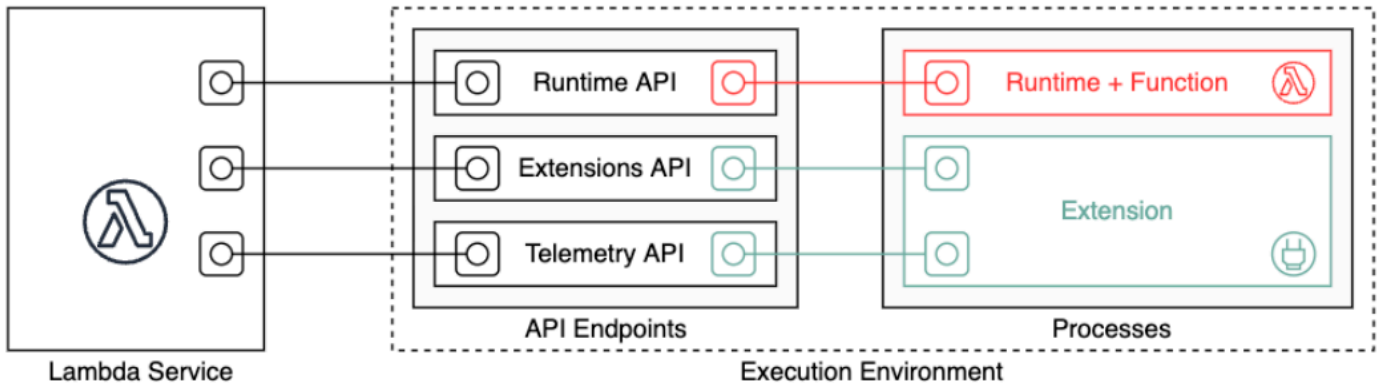 Runtime API
Runtime + Function
Extensions API
Extension
Telemetry API
API Endpoints
Processes
Lambda Service
Execution Environment